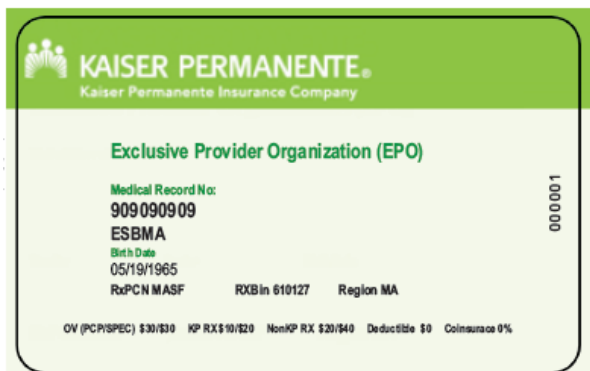 KAISER PERMANENTE®
Kaiser Permanente Insurance Company
Exclusive Provider Organization (EPO)
Medical Record No:
909090909
ESBMA
Birth Date
05/19/1965
RxPCN MASF RXBin 610127 Region MA
OV (PCP/SPEC) $30/$30 KP RX $10/$20 NonKP RX $20/$40 Deductible $0 Coinsurace 0%
000001